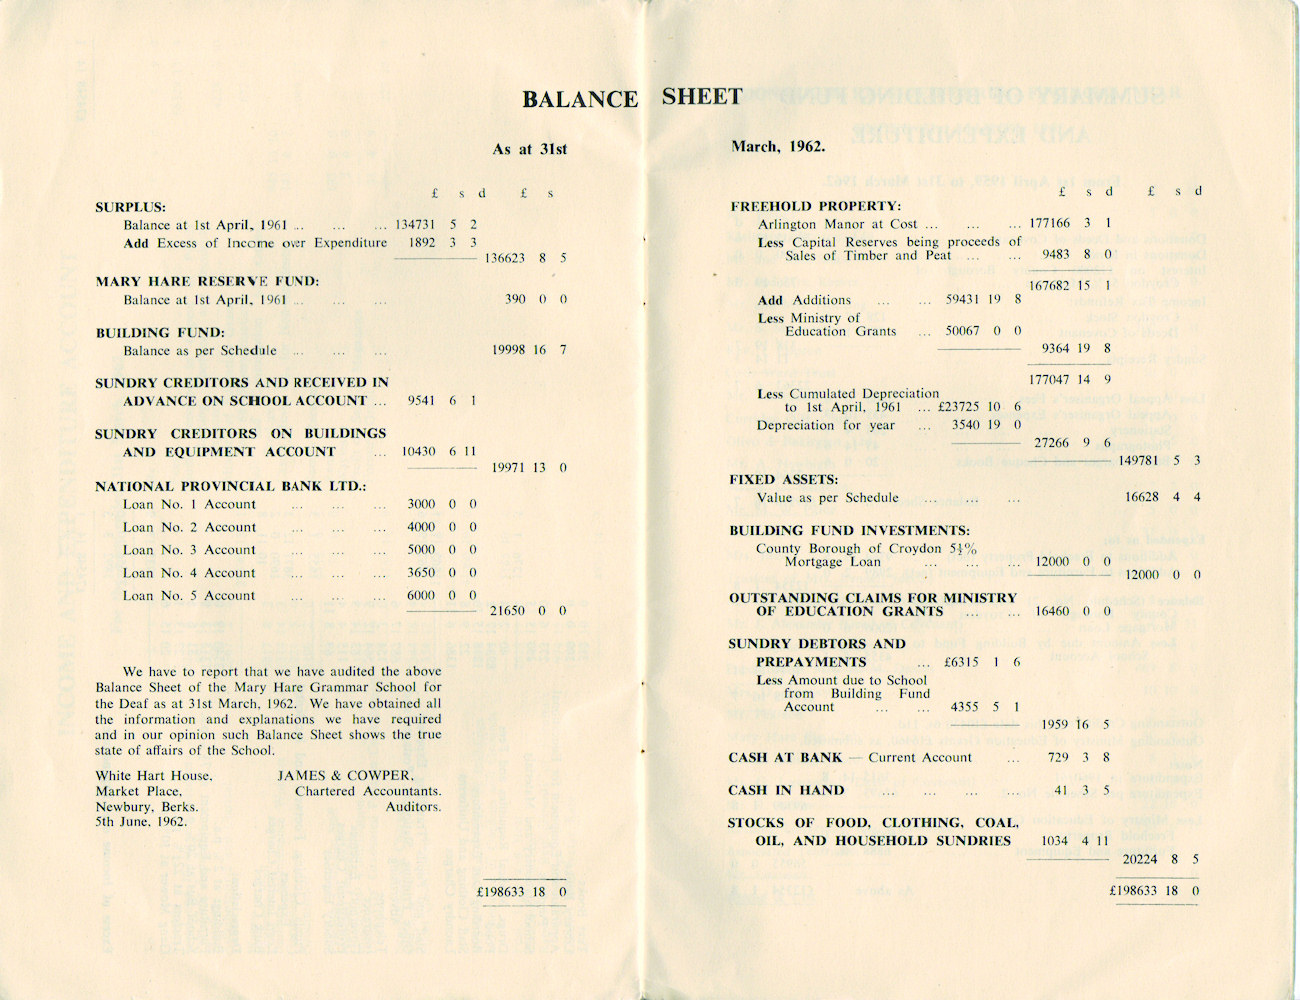 BALANCE SHEET
As at 31st March, 1962.
£ s d £ s
SURPLUS:
Balance at 1st April, 1961 ... ... ... 134731 5 2
Add Excess of Income over Expenditure 1892 3 3
136623 8 5
MARY HARE RESERVE FUND:
Balance at 1st April, 1961 ... ... ... 390 0 0
BUILDING FUND:
Balance as per Schedule ... ... ... 19998 16 7
SUNDRY CREDITORS AND RECEIVED IN
ADVANCE ON SCHOOL ACCOUNT ... 9541 6 1
SUNDRY CREDITORS ON BUILDINGS
AND EQUIPMENT ACCOUNT ... 10430 6 11
19971 13 0
NATIONAL PROVINCIAL BANK LTD.:
Loan No. 1 Account ... ... ... 3000 0 0
Loan No. 2 Account ... ... ... 4000 0 0
Loan No. 3 Account ... ... ... 5000 0 0
Loan No. 4 Account ... ... ... 3650 0 0
Loan No. 5 Account ... ... ... 6000 0 0
21650 0 0
We have to report that we have audited the above
Balance Sheet of the Mary Hare Grammar School for
the Deaf as at 31st March, 1962. We have obtained all
the information and explanations we have required
and in our opinion such Balance Sheet shows the true
state of affairs of the School.
White Hart House, JAMES & COWPER,
Market Place, Chartered Accountants.
Newbury, Berks. Auditors.
5th June, 1962.
£198633 18 0
£ s d £ s d
FREEHOLD PROPERTY:
Arlington Manor at Cost ... ... ... 177166 3 1
Less Capital Reserves being proceeds of
Sales of Timber and Peat ... ... 9483 8 0
167682 15 1
Add Additions ... ... 59431 19 8
Less Ministry of
Education Grants ... 50067 0 0
9364 19 8
177047 14 9
Less Cumulated Depreciation
to 1st April, 1961 ... £23725 10 6
Depreciation for year ... 3540 19 0
27266 9 6
149781 5 3
FIXED ASSETS:
Value as per Schedule ... ... ... 16628 4 4
BUILDING FUND INVESTMENTS:
County Borough of Croydon 5½%
Mortgage Loan ... ... ... 12000 0 0
12000 0 0
OUTSTANDING CLAIMS FOR MINISTRY
OF EDUCATION GRANTS ... ... 16460 0 0
SUNDRY DEBTORS AND
PREPAYMENTS ... £6315 1 6
Less Amount due to School
from Building Fund
Account ... ... 4355 5 1
1959 16 5
CASH AT BANK — Current Account ... 729 3 8
CASH IN HAND ... ... ... ... 41 3 5
STOCKS OF FOOD, CLOTHING, COAL,
OIL, AND HOUSEHOLD SUNDRIES 1034 4 11
20224 8 5
£198633 18 0